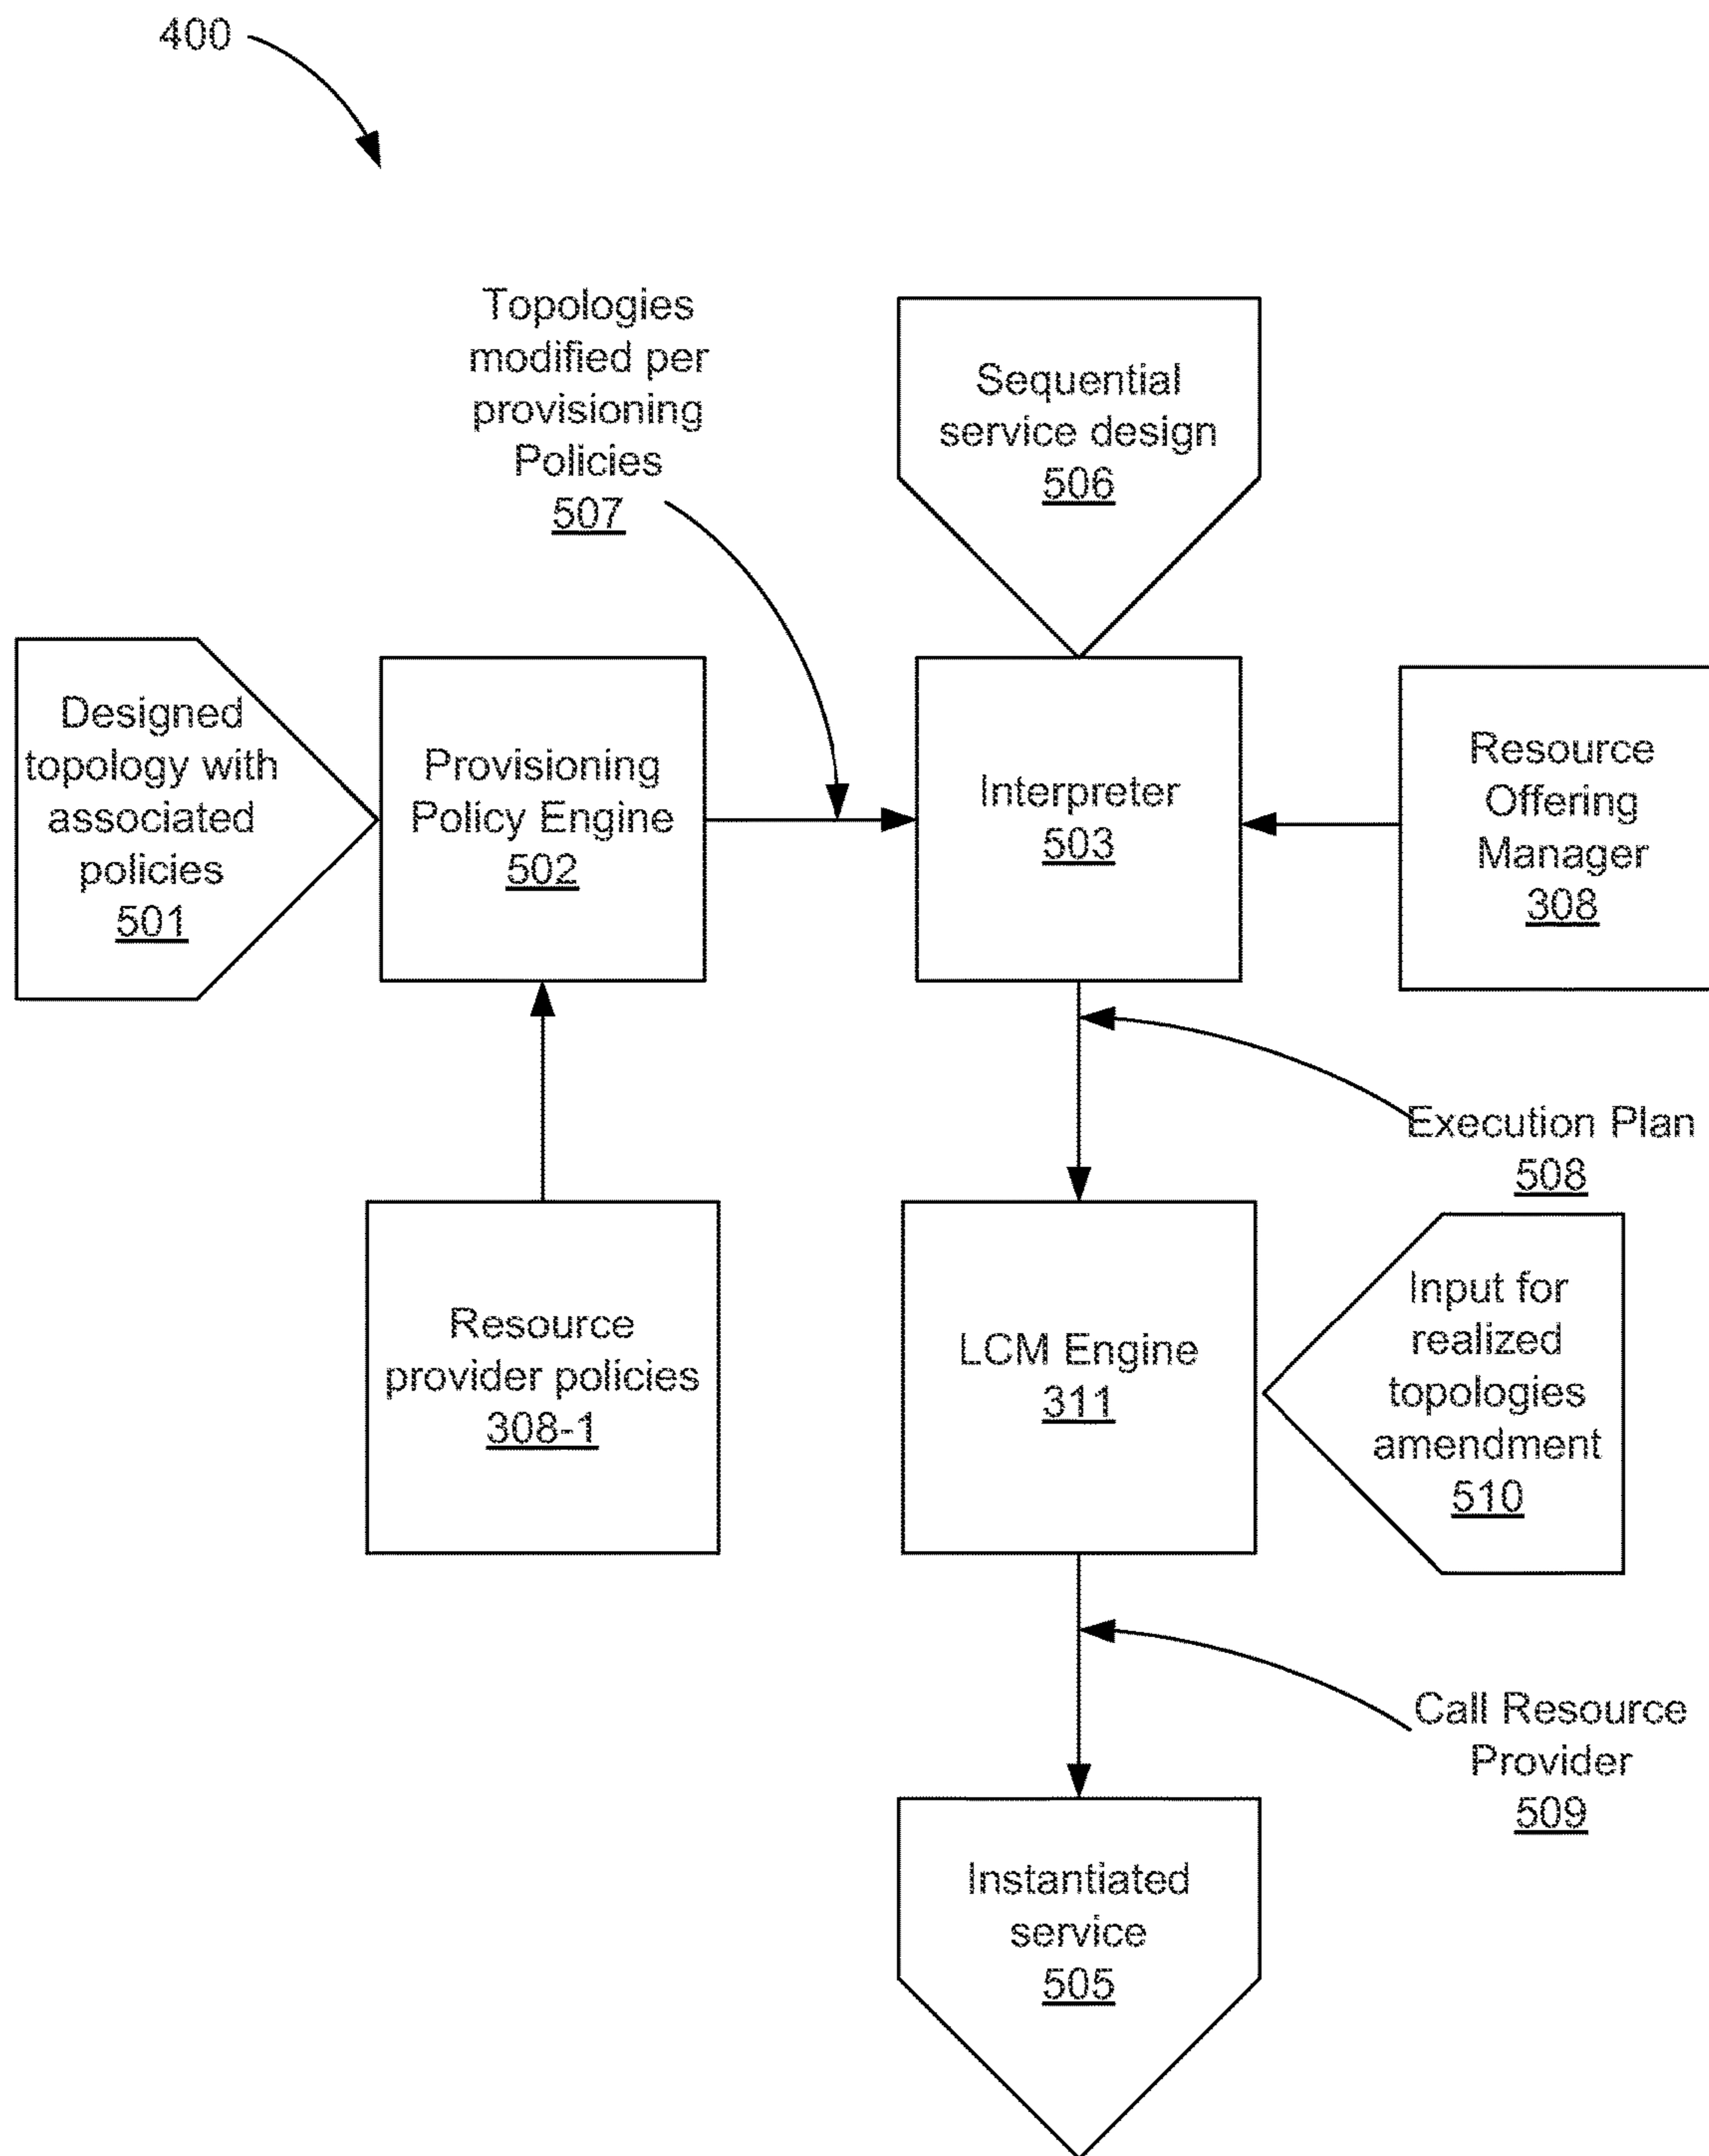 400
Topologies
modified per
provisioning
Policies
507
Sequential
service design
506
Designed
topology with
associated
policies
501
Provisioning
Policy Engine
502
Interpreter
503
Resource
Offering
Manager
308
Execution Plan
508
Resource
provider policies
308-1
LCM Engine
311
Input for
realized
topologies
amendment
510
Call Resource
Provider
509
Instantiated
service
505